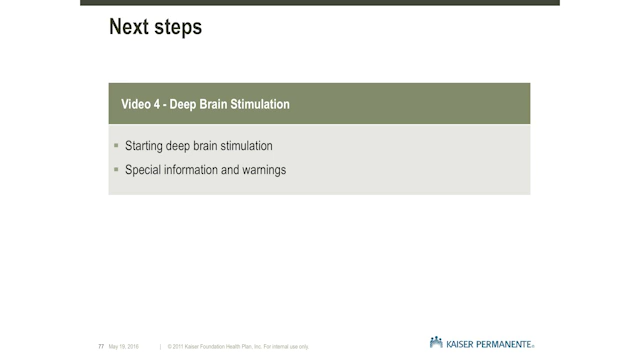 Next steps
Video 4 - Deep Brain Stimulation
Starting deep brain stimulation
Special information and warnings
77 May 19, 2016 | © 2011 Kaiser Foundation Health Plan, Inc. For internal use only.
KAISER PERMANENTE®